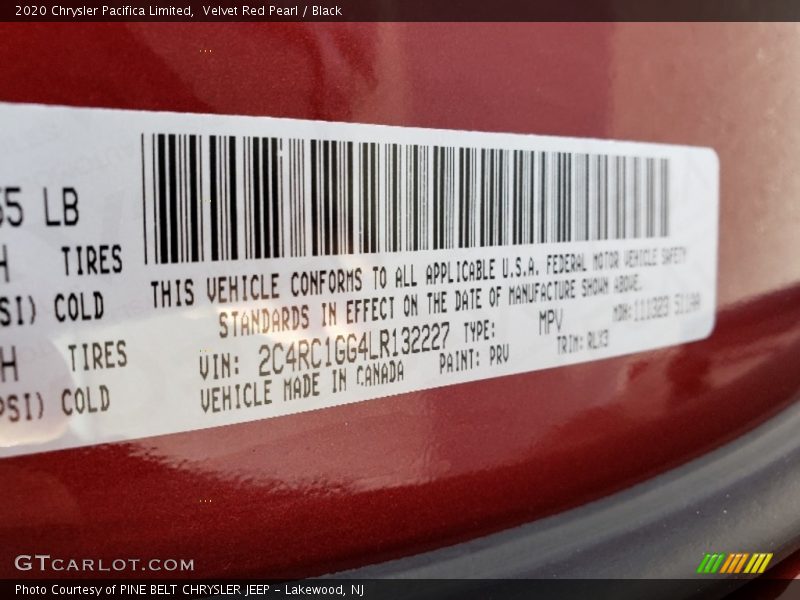 2020 Chrysler Pacifica Limited, Velvet Red Pearl / Black
55 LB
H TIRES
SI) COLD
H TIRES
PSI) COLD
THIS VEHICLE CONFORMS TO ALL APPLICABLE U.S.A. FEDERAL MOTOR VEHICLE SAFETY
STANDARDS IN EFFECT ON THE DATE OF MANUFACTURE SHOWN ABOVE.
VIN: 2C4RC1GG4LR132227 TYPE: MPV MDH: 111323
VEHICLE MADE IN CANADA PAINT: PRV TRIM: RLX3
GTCARLOT.COM
Photo Courtesy of PINE BELT CHRYSLER JEEP - Lakewood, NJ